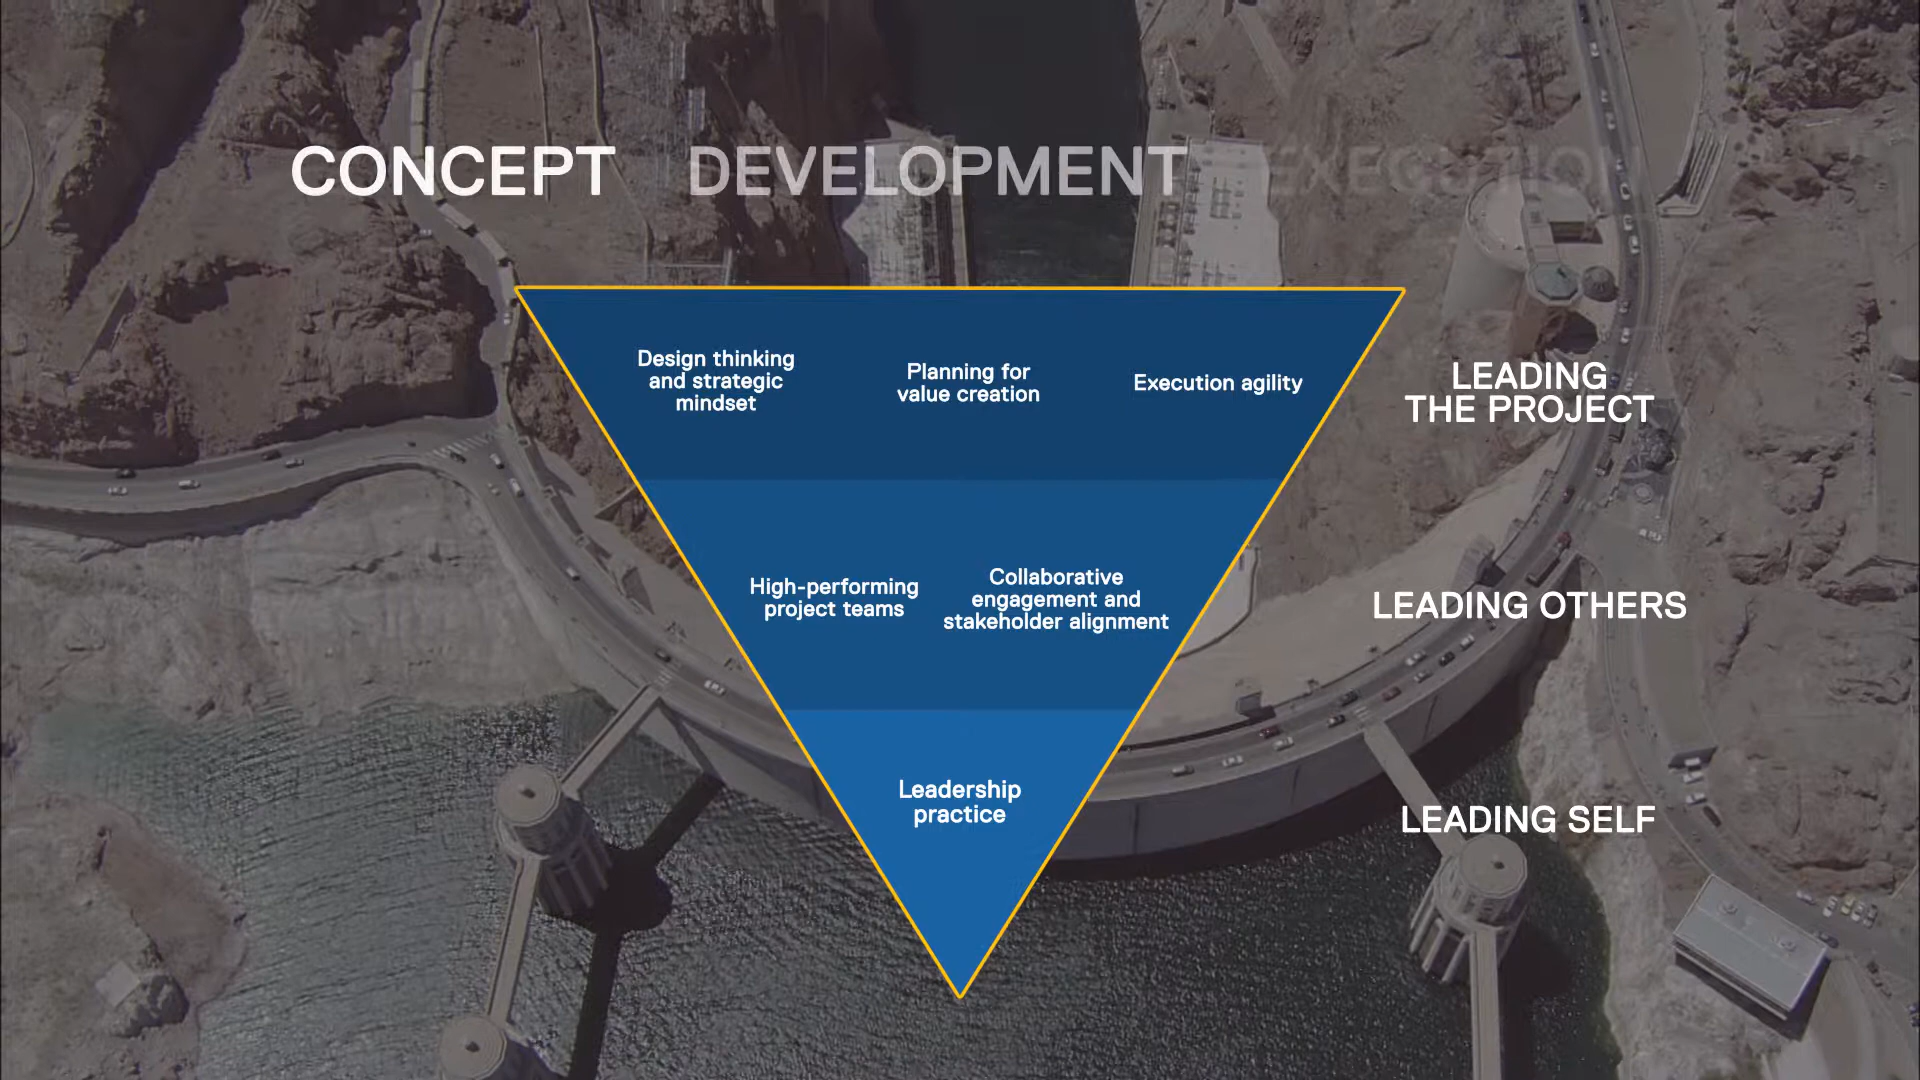 CONCEPT DEVELOPMENT EXECUTIO
Design thinking
and strategic
mindset
Planning for
value creation
Execution agility
LEADING
THE PROJECT
High-performing
project teams
Collaborative
engagement and
stakeholder alignment
LEADING OTHERS
Leadership
practice
LEADING SELF